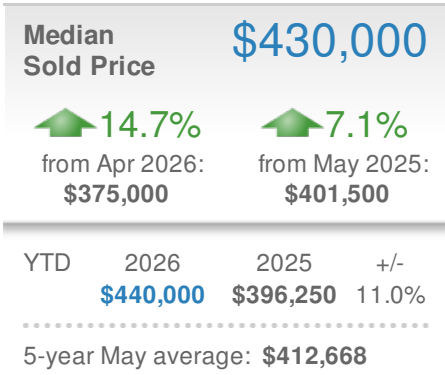 Median $430,000
Sold Price
14.7% 7.1%
from Apr 2026: from May 2025:
$375,000 $401,500
YTD 2026 2025 +/-
$440,000 $396,250 11.0%
5-year May average: $412,668